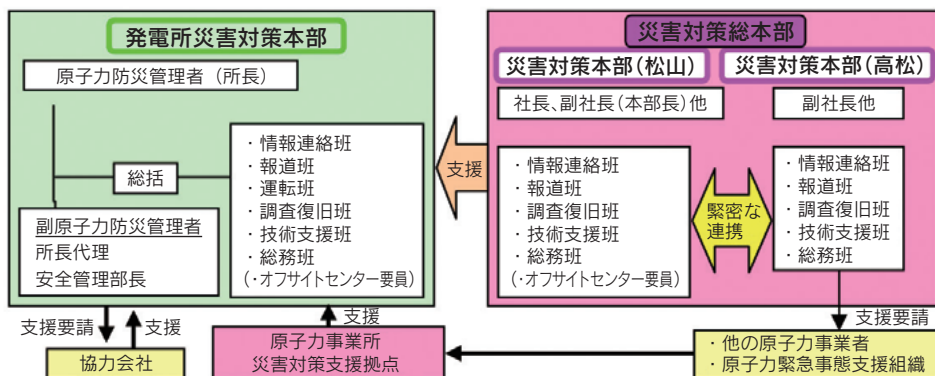 発電所災害対策本部
原子力防災管理者（所長）
総括
副原子力防災管理者
所長代理
安全管理部長
・情報連絡班
・報道班
・運転班
・調査復旧班
・技術支援班
・総務班
（・オフサイトセンター要員）
支援
災害対策総本部
災害対策本部（松山）
社長、副社長（本部長）他
・情報連絡班
・報道班
・運転班
・調査復旧班
・技術支援班
・総務班
（・オフサイトセンター要員）
緊密な
連携
災害対策本部（高松）
副社長他
・情報連絡班
・報道班
・調査復旧班
・技術支援班
・総務班
支援要請
支援
協力会社
支援
原子力事業所
災害対策支援拠点
支援要請
・他の原子力事業者
・原子力緊急事態支援組織